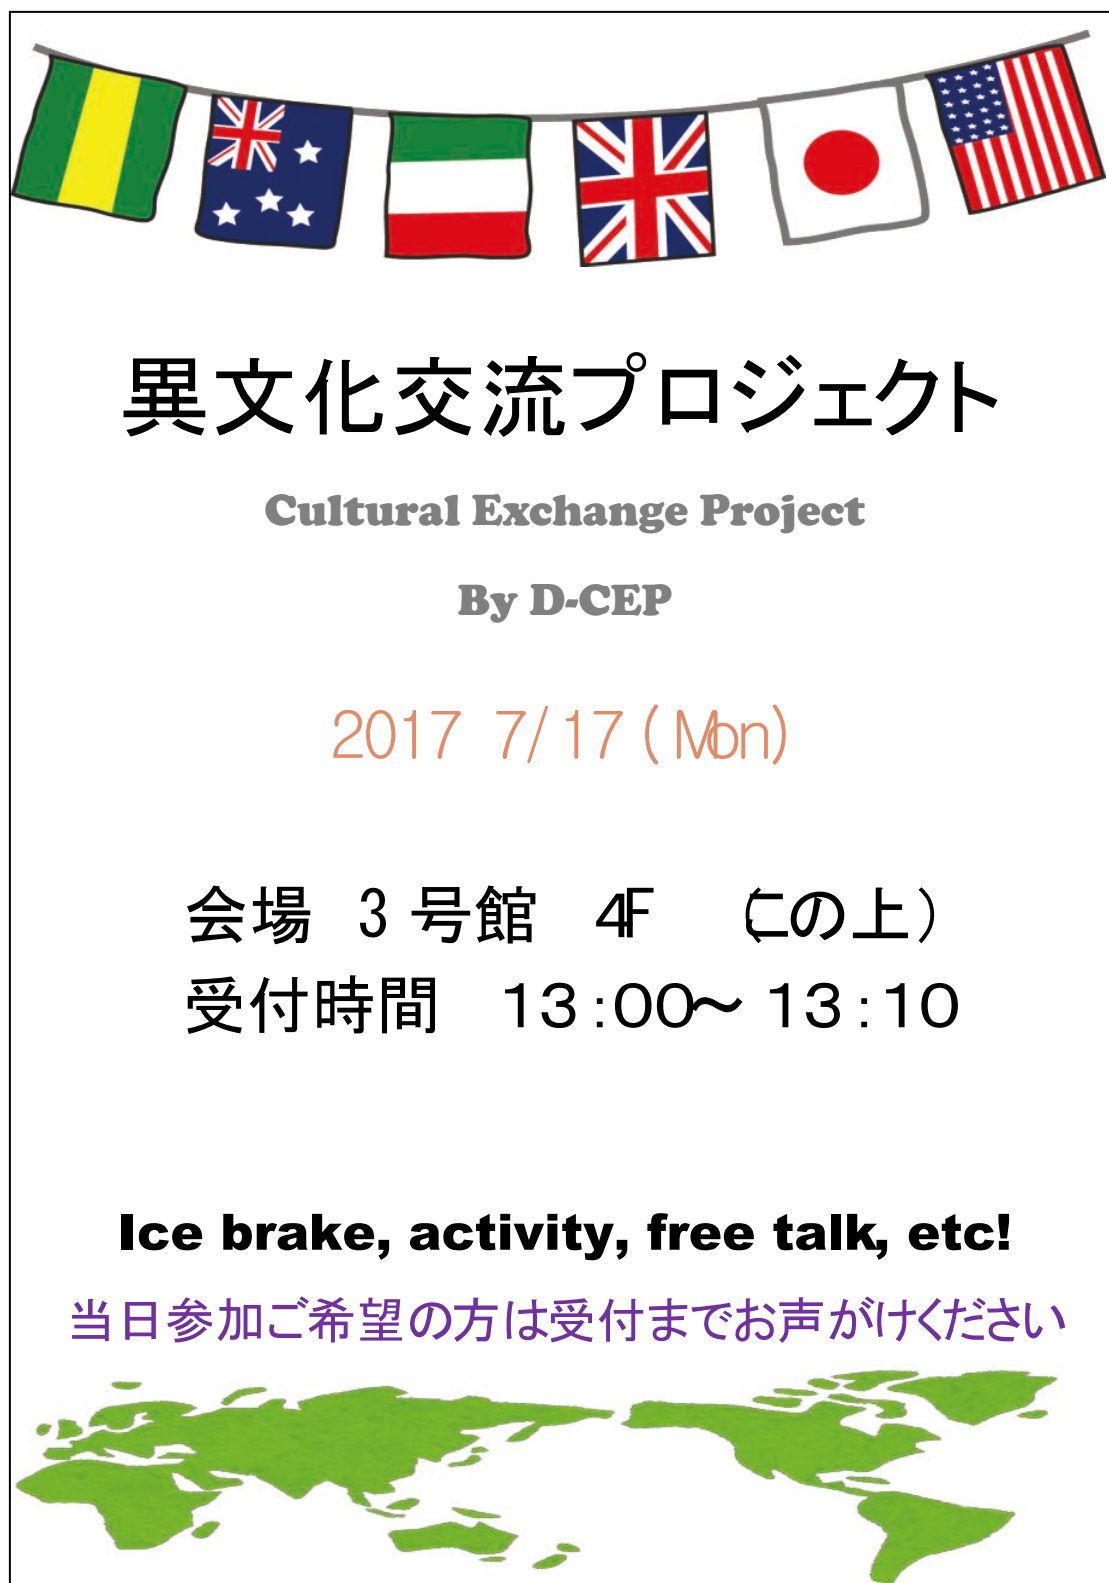 異文化交流プロジェクト
Cultural Exchange Project
By D-CEP
2017 7/17 (Mon)
会場 3号館 4F (この上)
受付時間 13:00～13:10
Ice brake, activity, free talk, etc!
当日参加ご希望の方は受付までお声がけください